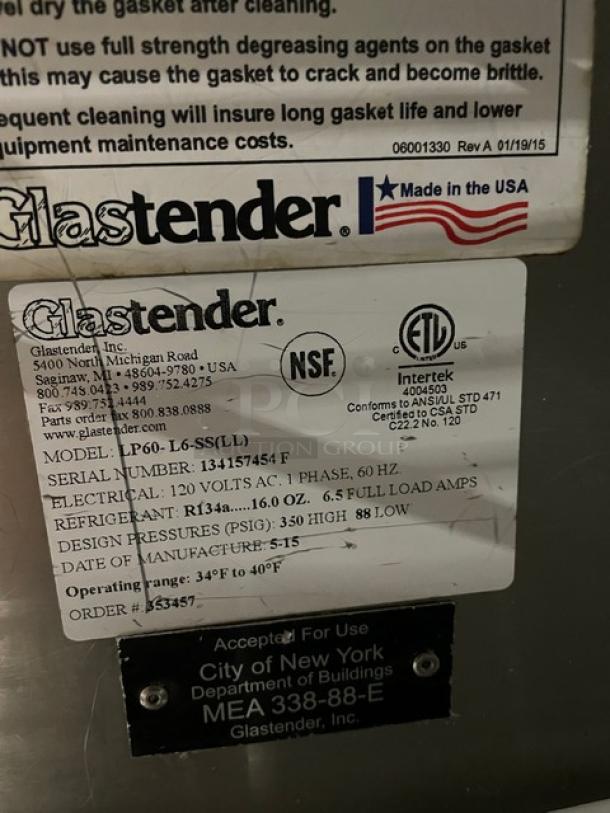 dry the gasket after cleaning.
NOT use full strength degreasing agents on the gasket
this may cause the gasket to crack and become brittle.
equent cleaning will insure long gasket life and lower
uipment maintenance costs.
06001330 Rev A 01/19/15
Glastender®
Made in the USA
Glastender®
Glastender, Inc.
5400 North Michigan Road
Saginaw, MI • 48604-9780 • USA
800.748.0423 • 989.752.4275
Fax 989.752.4444
Parts order fax 800.838.0888
www.glastender.com
NSF.
C ETL US
LISTED
Intertek
4004503
Conforms to ANSI/UL STD 471
Certified to CSA STD
C22.2 No. 120
PCI
AUCTION GROUP
MODEL: LP60-L6-SS(LL)
SERIAL NUMBER: 134157454 F
ELECTRICAL: 120 VOLTS AC. 1 PHASE, 60 HZ.
REFRIGERANT: R134a.....16.0 OZ. 6.5 FULL LOAD AMPS
DESIGN PRESSURES (PSIG): 350 HIGH 88 LOW
DATE OF MANUFACTURE: 5-15
Operating range: 34°F to 40°F
ORDER #: 353457
Accepted For Use
City of New York
Department of Buildings
MEA 338-88-E
Glastender, Inc.